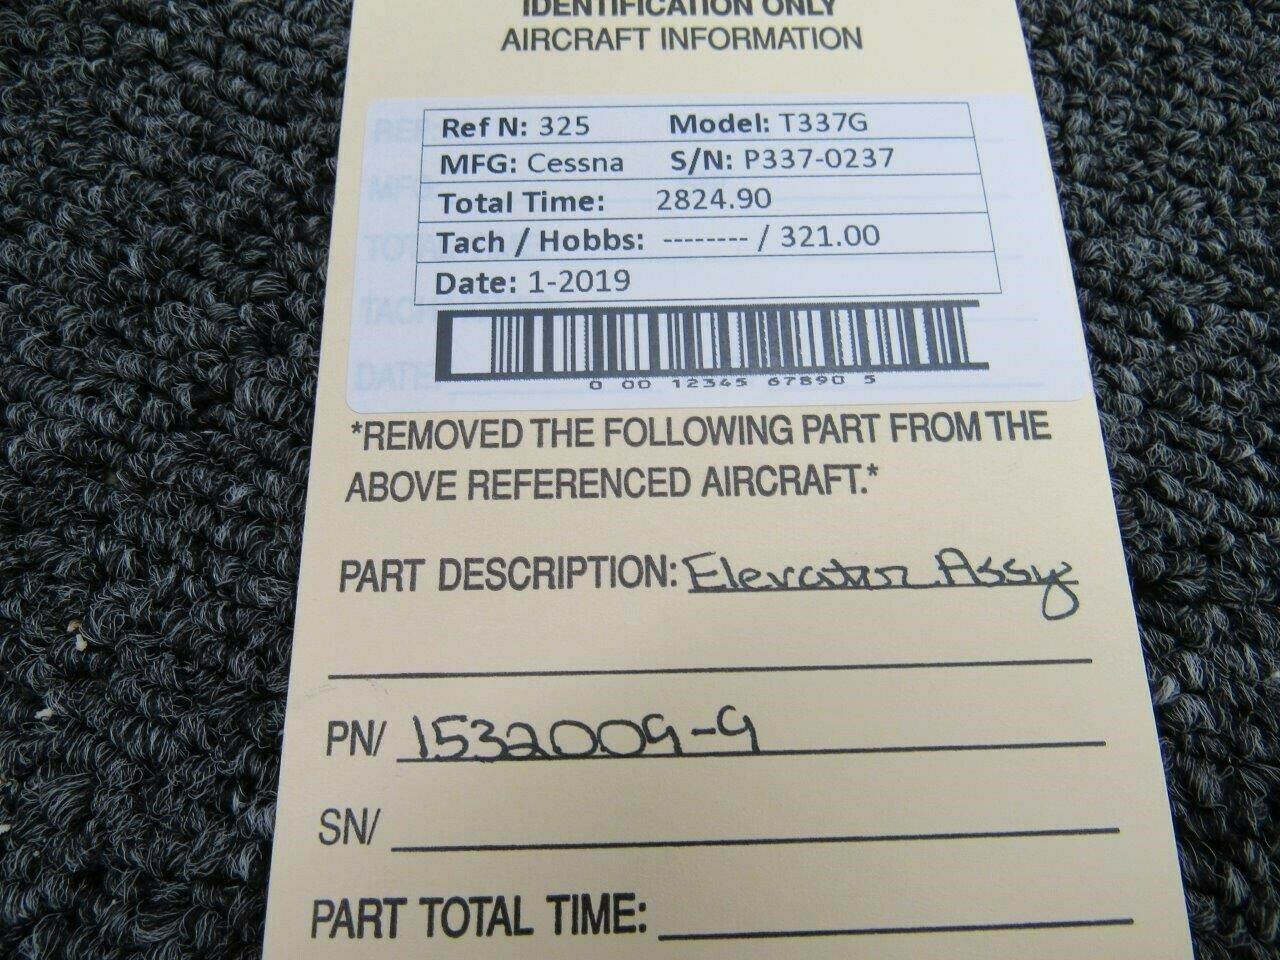 IDENTIFICATION ONLY
AIRCRAFT INFORMATION
Ref N: 325 Model: T337G
MFG: Cessna S/N: P337-0237
Total Time: 2824.90
Tach / Hobbs: -------- / 321.00
Date: 1-2019
0 00 12345 67890 5
*REMOVED THE FOLLOWING PART FROM THE
ABOVE REFERENCED AIRCRAFT.*
PART DESCRIPTION: Elevator Assy
PN/ 1532009-9
SN/
PART TOTAL TIME: